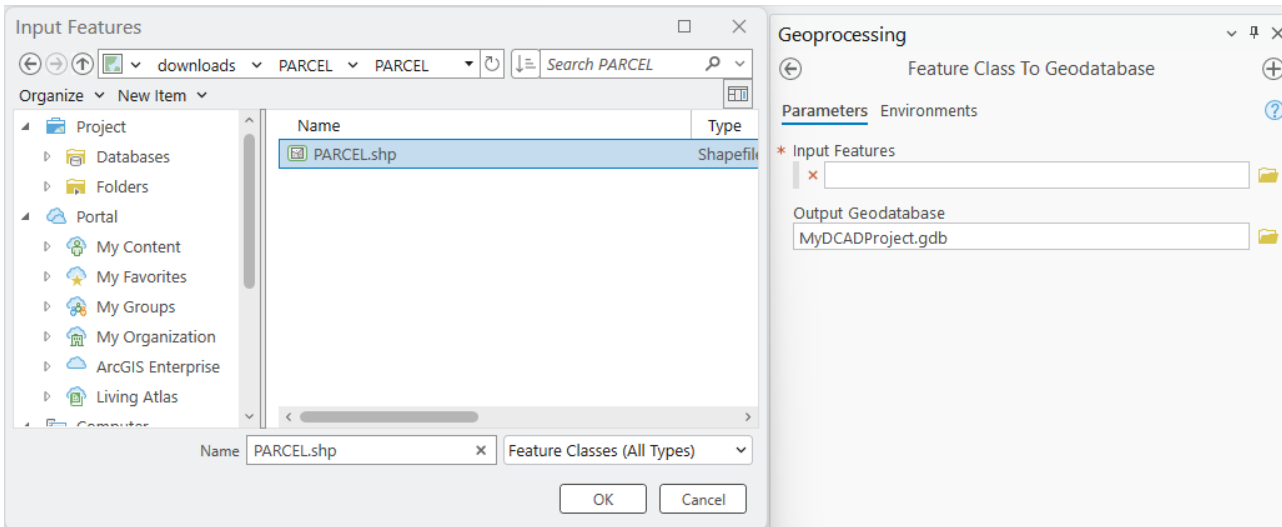 Input Features
downloads PARCEL PARCEL Search PARCEL
Organize New Item
Project
Databases
Folders
Portal
My Content
My Favorites
My Groups
My Organization
ArcGIS Enterprise
Living Atlas
Computer
Name Type
PARCEL.shp Shapefile
Name PARCEL.shp Feature Classes (All Types)
OK Cancel
Geoprocessing
Feature Class To Geodatabase
Parameters Environments
* Input Features
Output Geodatabase
MyDCADProject.gdb